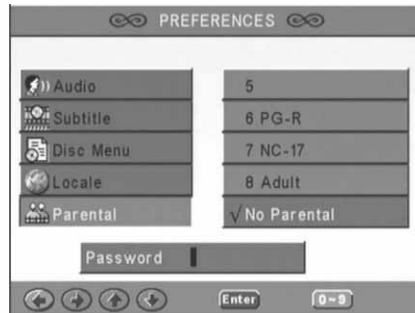 PREFERENCES
Audio
Subtitle
Disc Menu
Locale
Parental
5
6 PG-R
7 NC-17
8 Adult
√ No Parental
Password
Enter
0~9